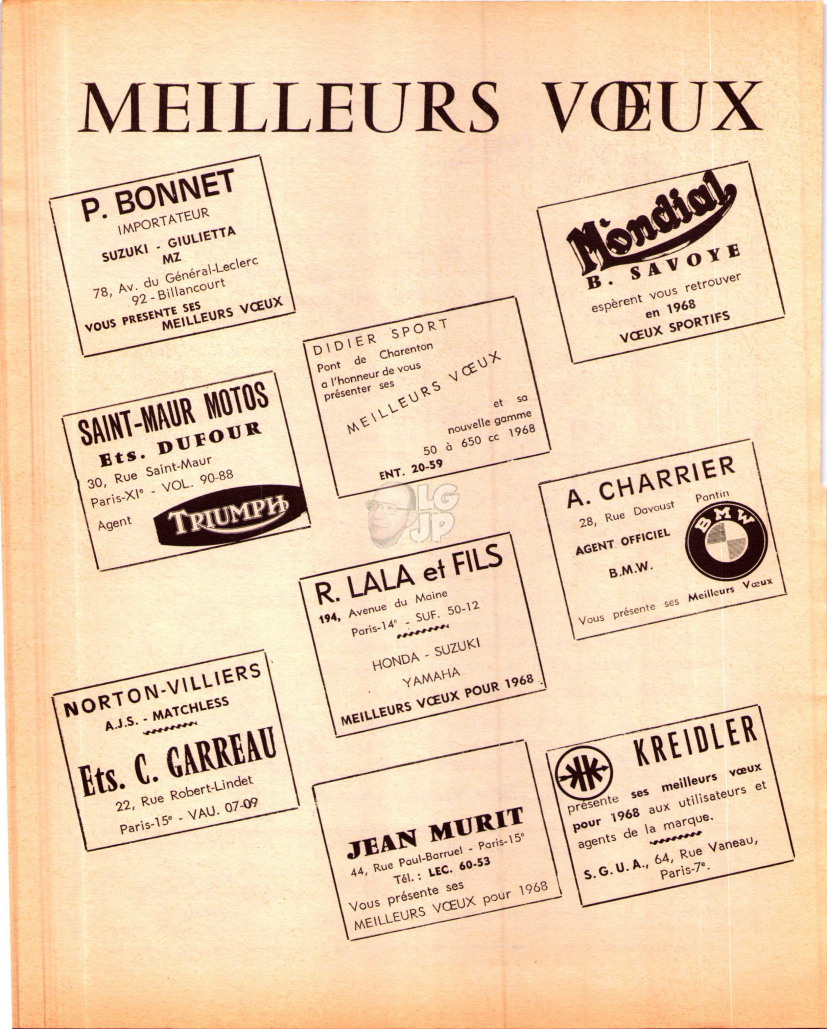 MEILLEURS VŒUX
P. BONNET
IMPORTATEUR
SUZUKI - GIULIETTA
MZ
78, Av. du Général-Leclerc
92 - Billancourt
VOUS PRESENTE SES
MEILLEURS VŒUX
Mondial
B. SAVOYE
espèrent vous retrouver
en 1968
VŒUX SPORTIFS
DIDIER SPORT
Pont de Charenton
a l'honneur de vous
présenter ses
MEILLEURS VŒUX
et sa
nouvelle gamme
50 à 650 cc 1968
ENT. 20-59
SAINT-MAUR MOTOS
Ets. DUFOUR
30, Rue Saint-Maur
Paris-XIe - VOL. 90-88
Agent
TRIUMPH
LG
JP
A. CHARRIER
28, Rue Davoust Pantin
AGENT OFFICIEL
B.M.W.
BMW
Vous présente ses Meilleurs Vœux
R. LALA et FILS
194, Avenue du Maine
Paris-14e - SUF. 50-12
HONDA - SUZUKI
YAMAHA
MEILLEURS VŒUX POUR 1968
NORTON-VILLIERS
A.J.S. - MATCHLESS
Ets. C. GARREAU
22, Rue Robert-Lindet
Paris-15e - VAU. 07-09
JEAN MURIT
44, Rue Paul-Barruel - Paris-15e
Tél. : LEC. 60-53
Vous présente ses
MEILLEURS VŒUX pour 1968
KREIDLER
présente ses meilleurs vœux
pour 1968 aux utilisateurs et
agents de la marque.
S.G.U.A., 64, Rue Vaneau,
Paris-7e.